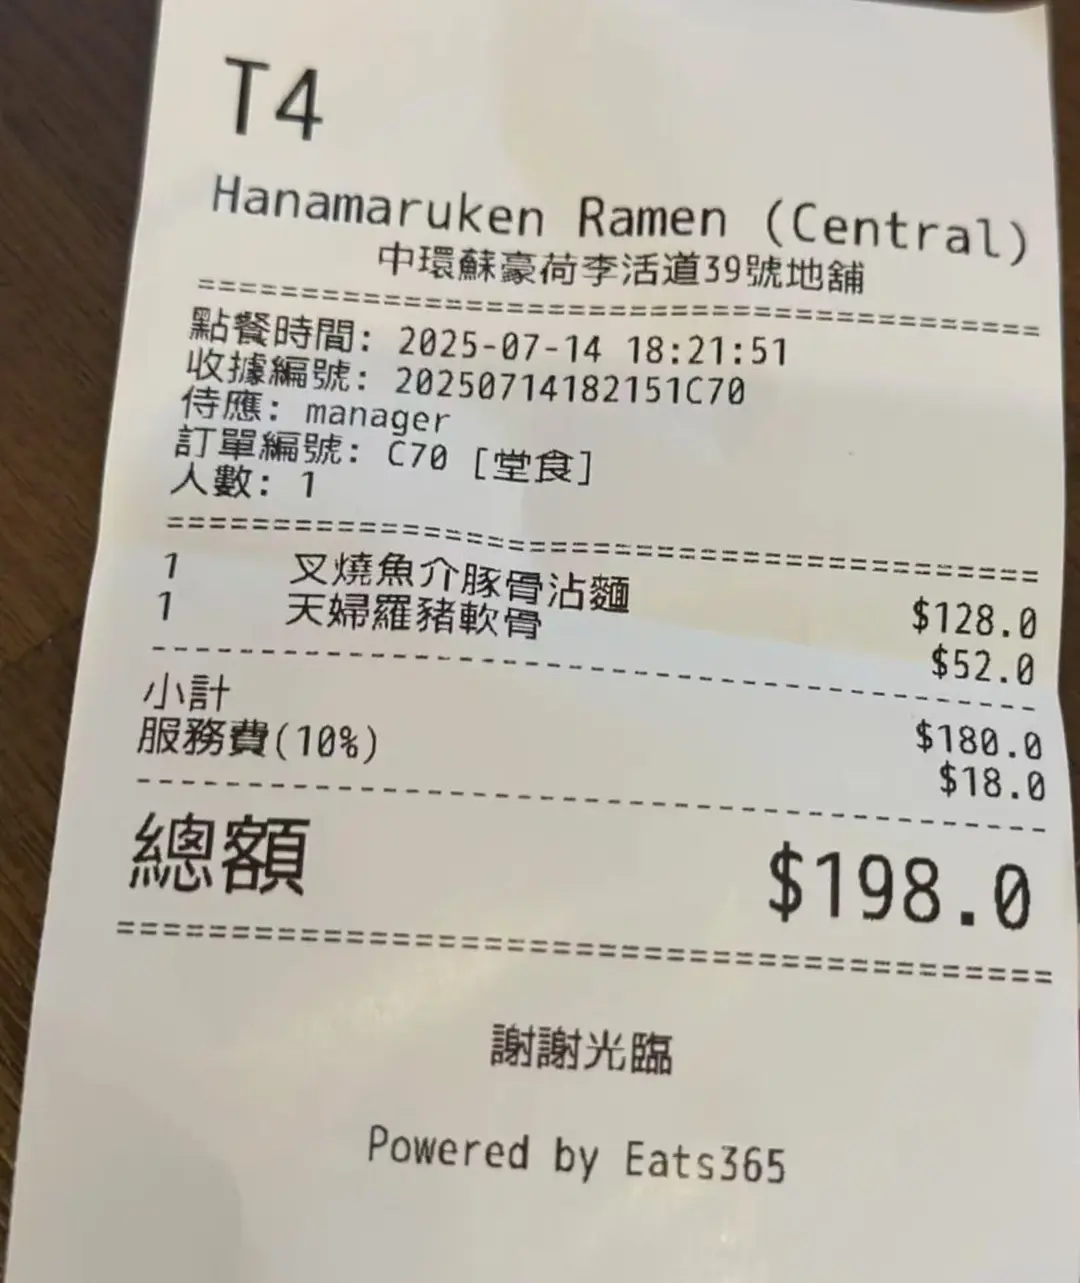 T4
Hanamaruken Ramen (Central)
中環蘇豪荷李活道39號地舖
========================================
點餐時間: 2025-07-14 18:21:51
收據編號: 20250714182151C70
侍應: manager
訂單編號: C70 [堂食]
人數: 1
========================================
1 叉燒魚介豚骨沾麵 $128.0
1 天婦羅豬軟骨 $52.0
----------------------------------------
小計 $180.0
服務費(10%) $18.0
----------------------------------------
總額 $198.0
========================================
謝謝光臨
Powered by Eats365